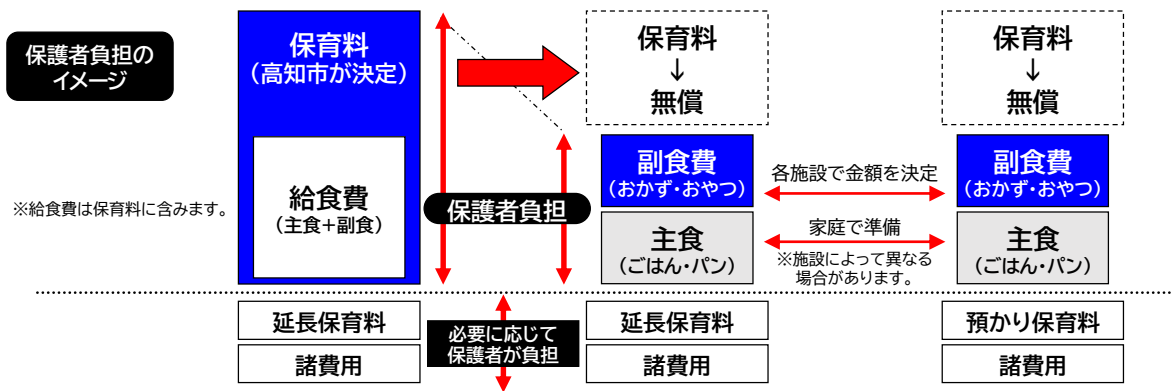 保護者負担の
イメージ
※給食費は保育料に含みます。
保育料
(高知市が決定)
給食費
(主食+副食)
保護者負担
保育料
↓
無償
副食費
(おかず・おやつ)
主食
(ごはん・パン)
各施設で金額を決定
家庭で準備
※施設によって異なる
場合があります。
保育料
↓
無償
副食費
(おかず・おやつ)
主食
(ごはん・パン)
延長保育料
諸費用
必要に応じて
保護者が負担
延長保育料
諸費用
預かり保育料
諸費用